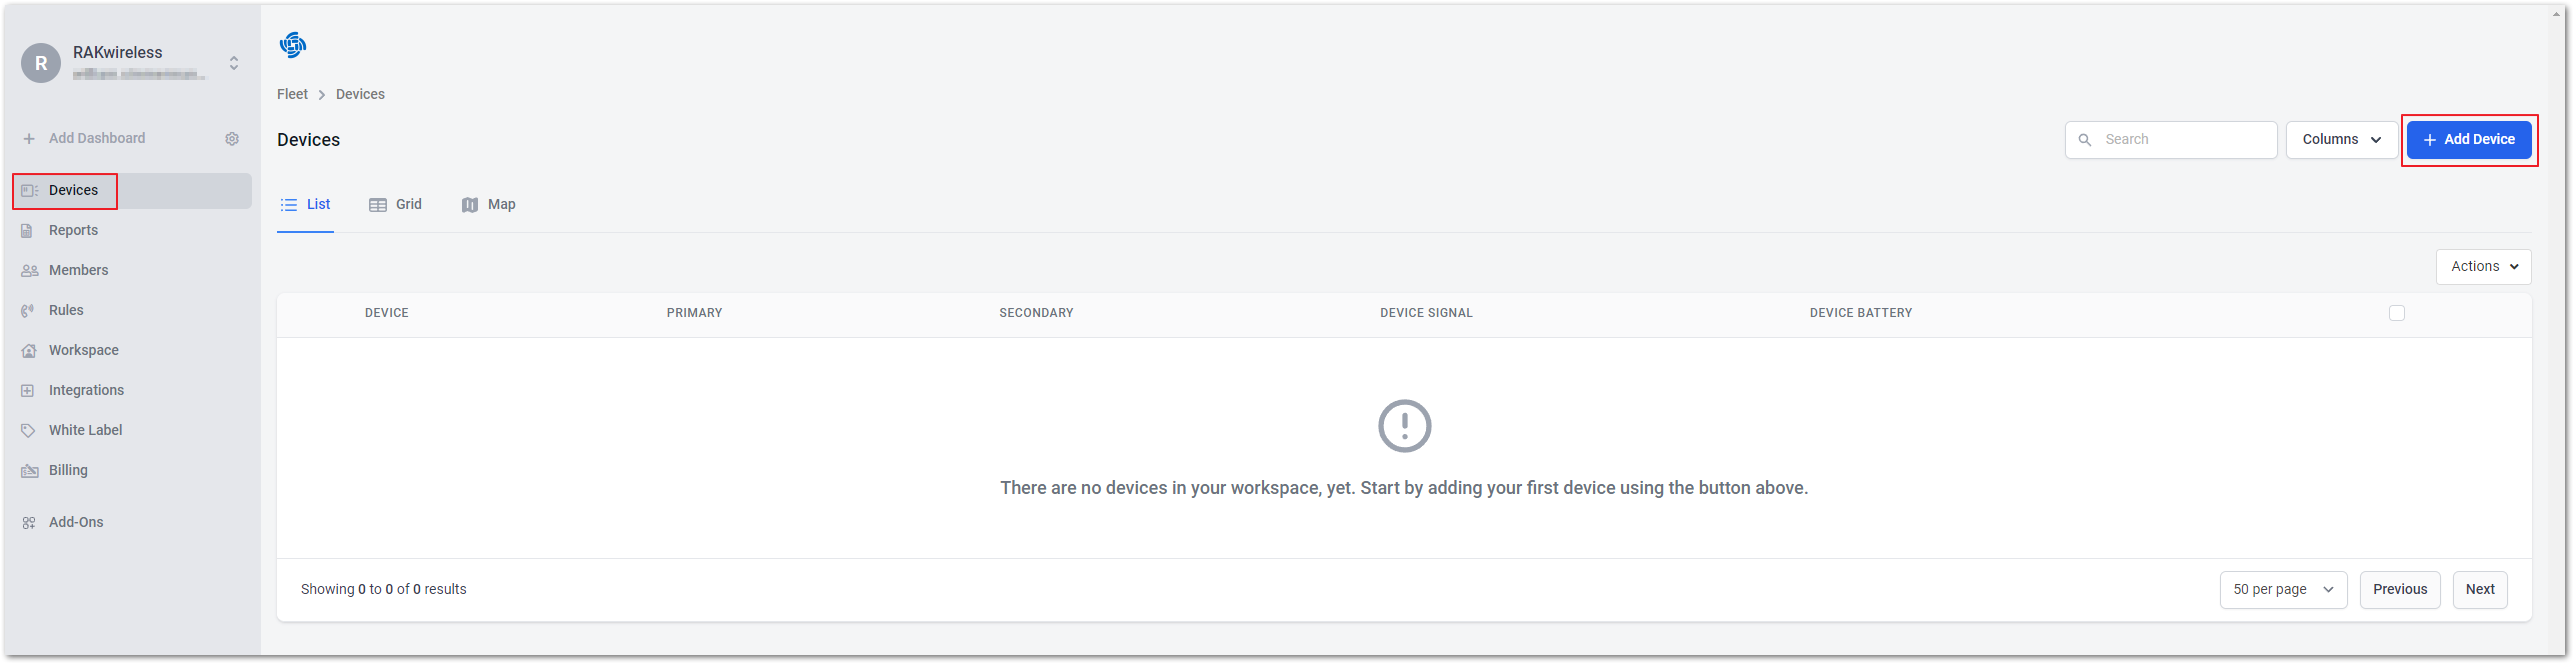 R
RAKwireless
Add Dashboard
Devices
Reports
Members
Rules
Workspace
Integrations
White Label
Billing
Add-Ons
Fleet > Devices
Devices
Search
Columns
+ Add Device
List
Grid
Map
Actions
DEVICE PRIMARY SECONDARY DEVICE SIGNAL DEVICE BATTERY
There are no devices in your workspace, yet. Start by adding your first device using the button above.
Showing 0 to 0 of 0 results
50 per page
Previous
Next